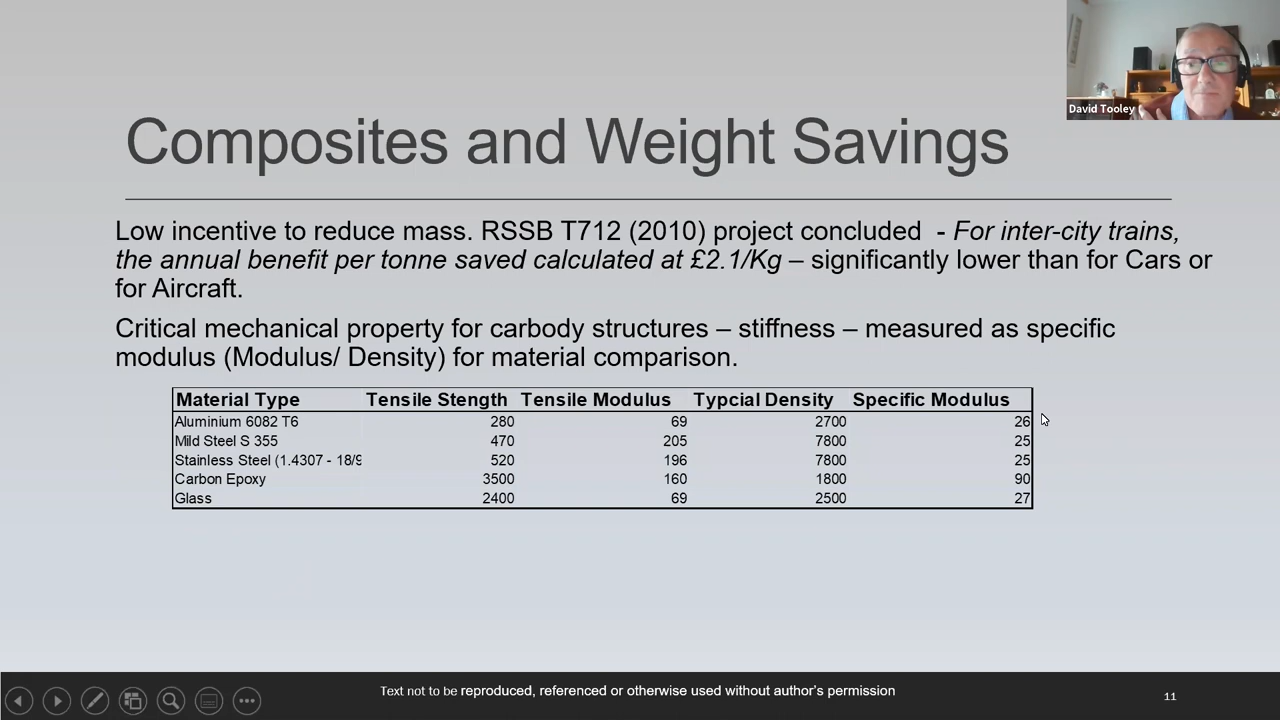 David Tooley
Composites and Weight Savings
Low incentive to reduce mass. RSSB T712 (2010) project concluded - For inter-city trains,
the annual benefit per tonne saved calculated at £2.1/Kg – significantly lower than for Cars or
for Aircraft.
Critical mechanical property for carbody structures – stiffness – measured as specific
modulus (Modulus/ Density) for material comparison.
Material Type Tensile Stength Tensile Modulus Typcial Density Specific Modulus
Aluminium 6082 T6 280 69 2700 26
Mild Steel S 355 470 205 7800 25
Stainless Steel (1.4307 - 18/9 520 196 7800 25
Carbon Epoxy 3500 160 1800 90
Glass 2400 69 2500 27
Text not to be reproduced, referenced or otherwise used without author's permission
11